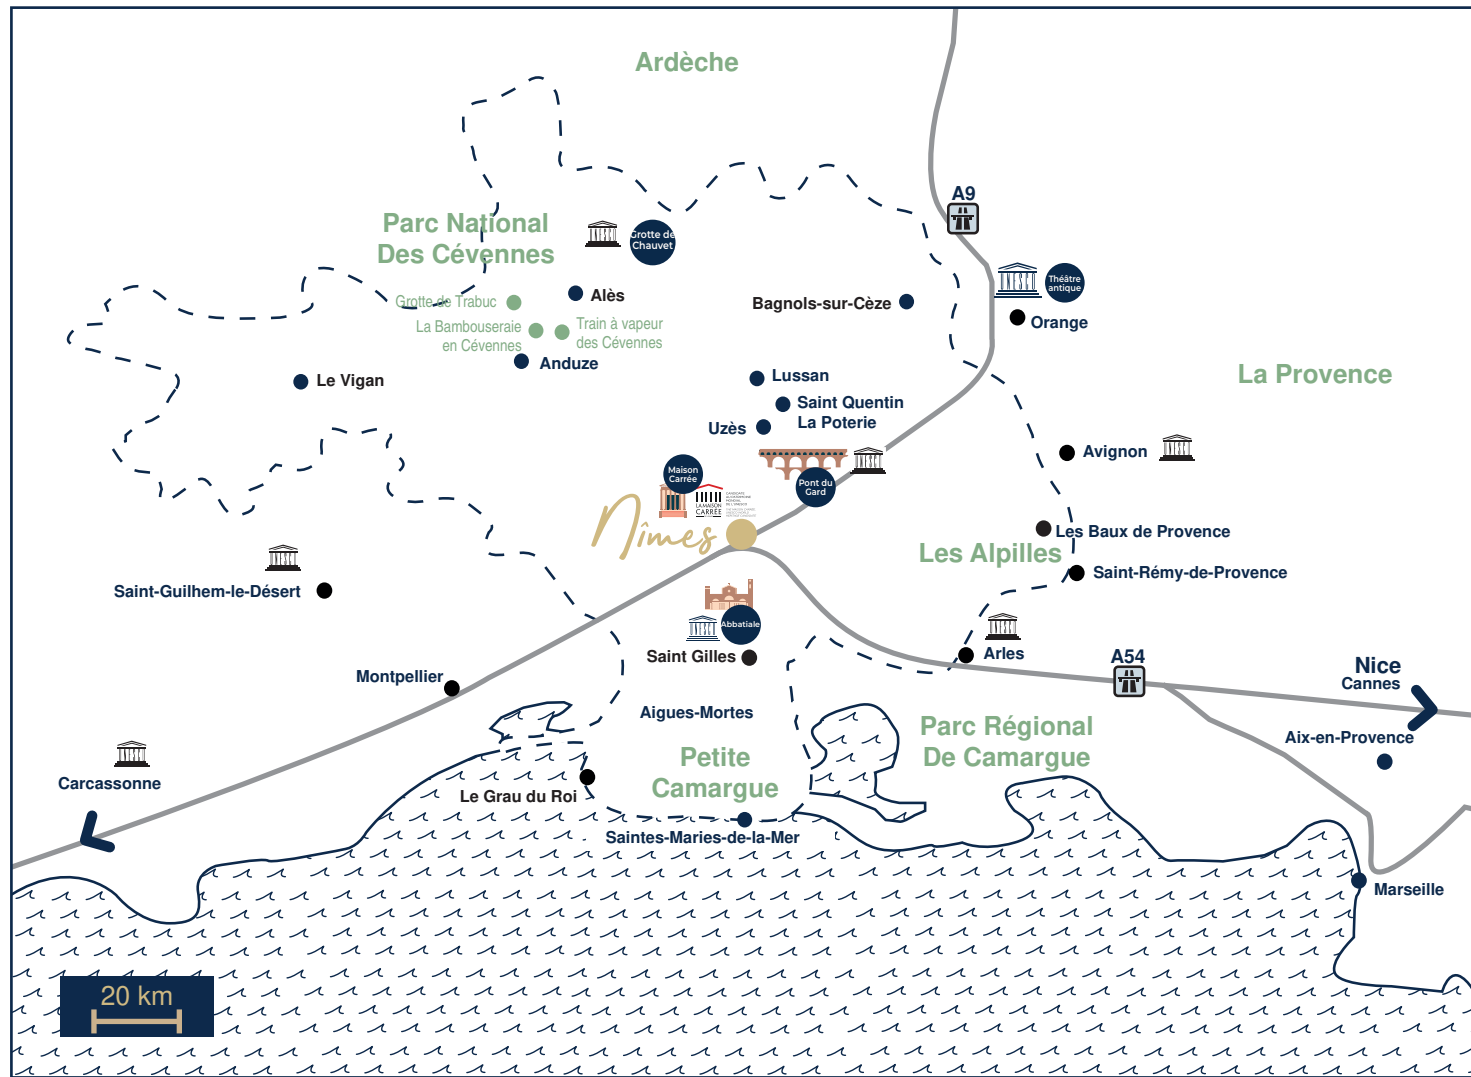 Ardèche
A9
Parc National
Des Cévennes
Grotte de
Chauvet
Théâtre
antique
Grotte de Trabuc
Alès
Bagnols-sur-Cèze
Orange
La Bambouseraie
en Cévennes
Train à vapeur
des Cévennes
Anduze
Le Vigan
Lussan
La Provence
Saint Quentin
La Poterie
Uzès
Avignon
Maison
Carrée
Pont du
Gard
LA MAISON
CARRÉE
Nîmes
Les Baux de Provence
Les Alpilles
Saint-Rémy-de-Provence
Saint-Guilhem-le-Désert
Abbatiale
Saint Gilles
Arles
A54
Montpellier
Nice
Cannes
Aigues-Mortes
Parc Régional
De Camargue
Aix-en-Provence
Petite
Camargue
Carcassonne
Le Grau du Roi
Saintes-Maries-de-la-Mer
Marseille
20 km